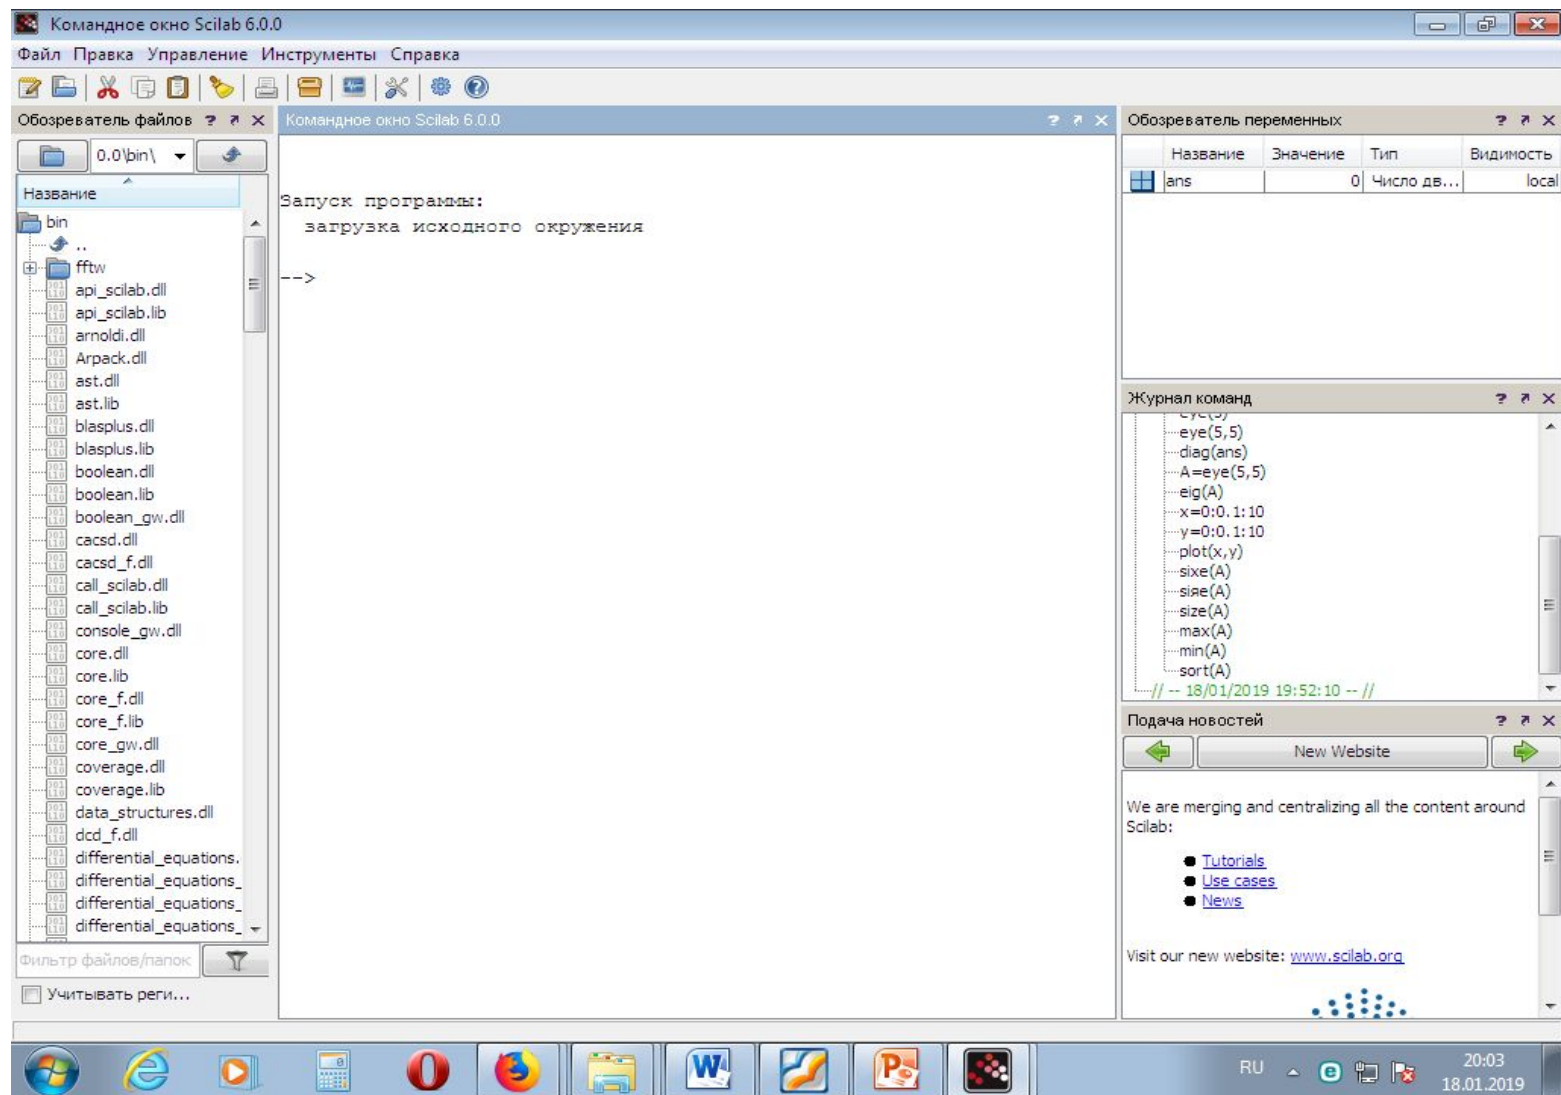 Командное окно Scilab 6.0.0
Файл Правка Управление Инструменты Справка
Обозреватель файлов
0.0\bin\
Название
bin
..
fftw
api_scilab.dll
api_scilab.lib
arnoldi.dll
Arpack.dll
ast.dll
ast.lib
blasplus.dll
blasplus.lib
boolean.dll
boolean.lib
boolean_gw.dll
cacsd.dll
cacsd_f.dll
call_scilab.dll
call_scilab.lib
console_gw.dll
core.dll
core.lib
core_f.dll
core_f.lib
core_gw.dll
coverage.dll
coverage.lib
data_structures.dll
dcd_f.dll
differential_equations.
differential_equations_
differential_equations_
differential_equations_
Фильтр файлов/папок
Учитывать реги...
Командное окно Scilab 6.0.0
Запуск программы:
загрузка исходного окружения
-->
Обозреватель переменных
Название Значение Тип Видимость
ans 0 Число дв... local
Журнал команд
eye(5,5)
diag(ans)
A=eye(5,5)
eig(A)
x=0:0.1:10
y=0:0.1:10
plot(x,y)
sixe(A)
siяe(A)
size(A)
max(A)
min(A)
sort(A)
// -- 18/01/2019 19:52:10 -- //
Подача новостей
New Website
We are merging and centralizing all the content around
Scilab:
Tutorials
Use cases
News
Visit our new website: www.scilab.org
RU
20:03
18.01.2019